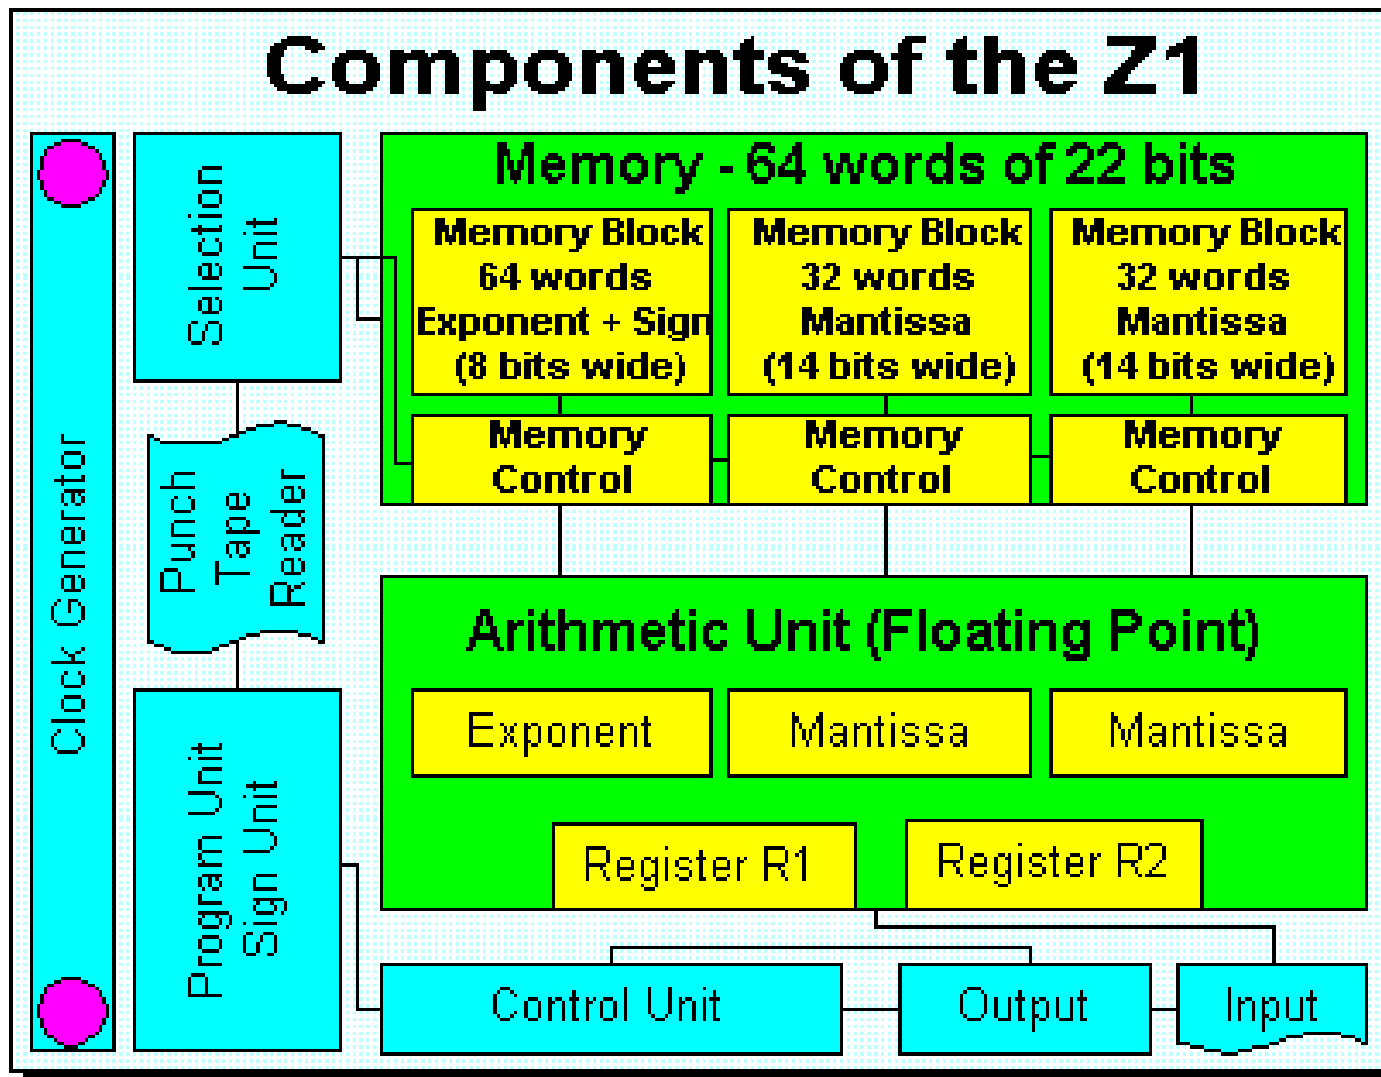 Components of the Z1
Clock Generator
Selection
Unit
Punch
Tape
Reader
Program Unit
Sign Unit
Memory - 64 words of 22 bits
Memory Block
64 words
Exponent + Sign
(8 bits wide)
Memory Block
32 words
Mantissa
(14 bits wide)
Memory Block
32 words
Mantissa
(14 bits wide)
Memory
Control
Memory
Control
Memory
Control
Arithmetic Unit (Floating Point)
Exponent
Mantissa
Mantissa
Register R1
Register R2
Control Unit
Output
Input